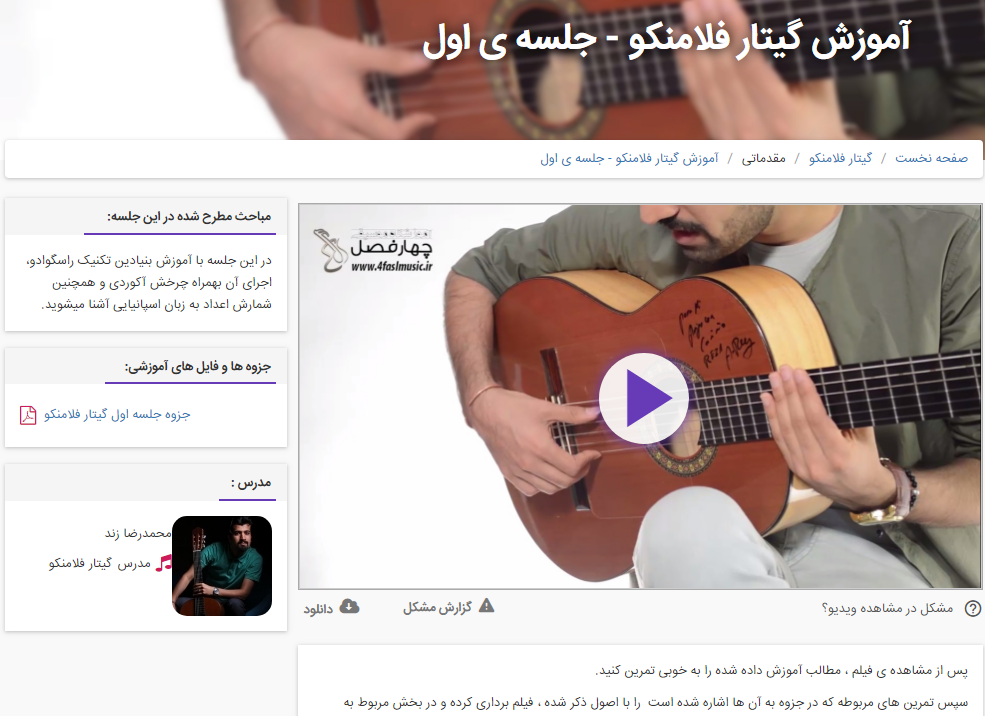 آموزش گیتار فلامنکو - جلسه ی اول
صفحه نخست / گیتار فلامنکو / مقدماتی / آموزش گیتار فلامنکو - جلسه ی اول
چهارفصل
www.4faslmusic.ir
مشکل در مشاهده ویدیو؟
گزارش مشکل
دانلود
پس از مشاهده ی فیلم ، مطالب آموزش داده شده را به خوبی تمرین کنید.
سپس تمرین های مربوطه که در جزوه به آن ها اشاره شده است را با اصول ذکر شده ، فیلم برداری کرده و در بخش مربوط به
مباحث مطرح شده در این جلسه:
در این جلسه با آموزش بنیادین تکنیک راسگوادو،
اجرای آن بهمراه چرخش آکوردی و همچنین
شمارش اعداد به زبان اسپانیایی آشنا میشوید.
جزوه ها و فایل های آموزشی:
جزوه جلسه اول گیتار فلامنکو
مدرس :
محمدرضا زند
مدرس گیتار فلامنکو